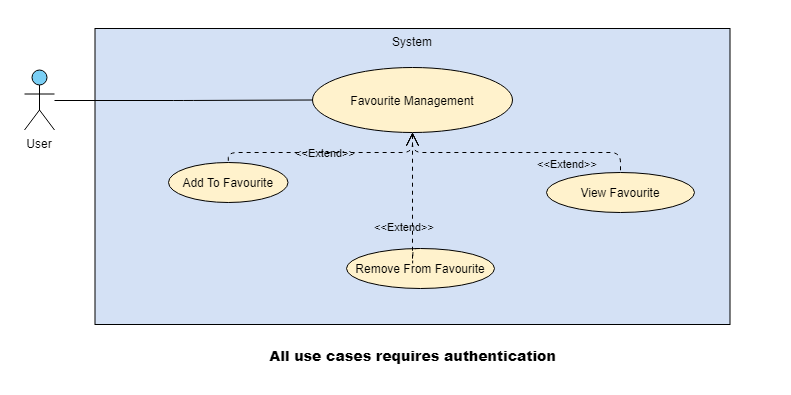 System
Favourite Management
User
<<Extend>>
<<Extend>>
Add To Favourite
View Favourite
<<Extend>>
Remove From Favourite
All use cases requires authentication